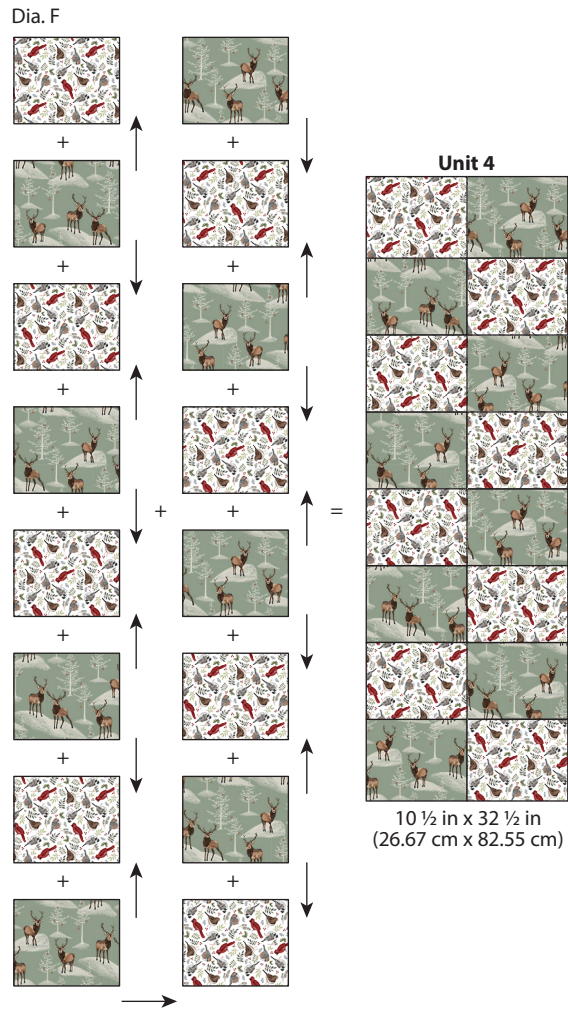 Dia. F
+ +
+ +
+ +
Unit 4
+ + + =
+ +
+ +
+ +
10 ½ in x 32 ½ in
(26.67 cm x 82.55 cm)